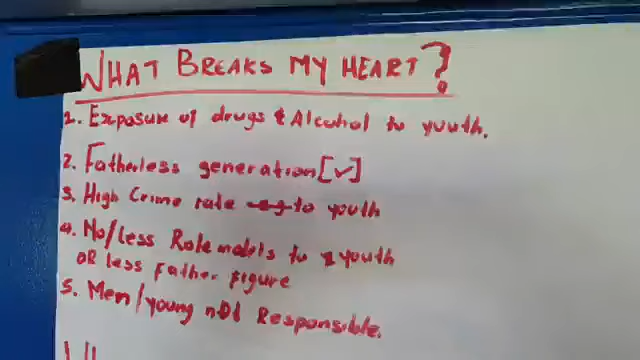 WHAT BREAKS MY HEART?
1. Exposure of drugs & Alcohol to youth.
2. Fatherless generation [✓]
3. High Crime rate to youth
4. No/less Role models to youth
OR less Father figure
5. Men/young not Responsible.